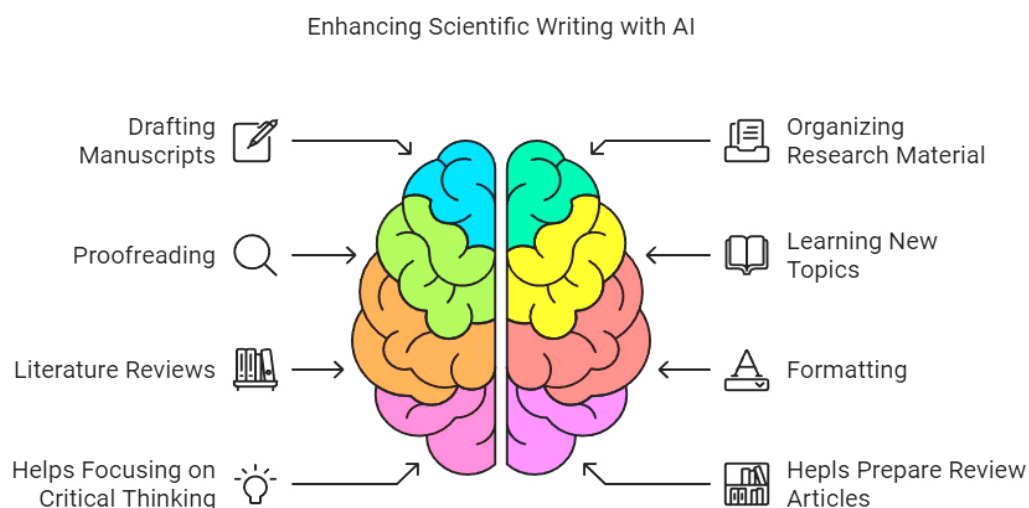 Enhancing Scientific Writing with AI
Drafting
Manuscripts
Organizing
Research Material
Proofreading
Learning New
Topics
Literature Reviews
Formatting
Helps Focusing on
Critical Thinking
Hepls Prepare Review
Articles